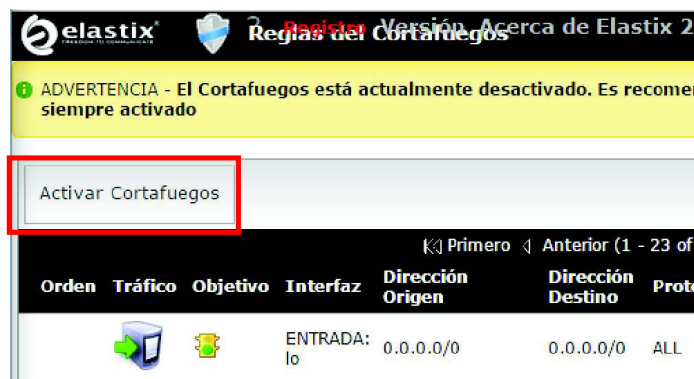 elastix
FREEDOM TO COMMUNICATE
Registro Versión Acerca de Elastix 2
Reglas del Cortafuegos
ADVERTENCIA - El Cortafuegos está actualmente desactivado. Es recomen
siempre activado
Activar Cortafuegos
Primero Anterior (1 - 23 of
Orden Tráfico Objetivo Interfaz Dirección Origen Dirección Destino Proto
ENTRADA: lo 0.0.0.0/0 0.0.0.0/0 ALL